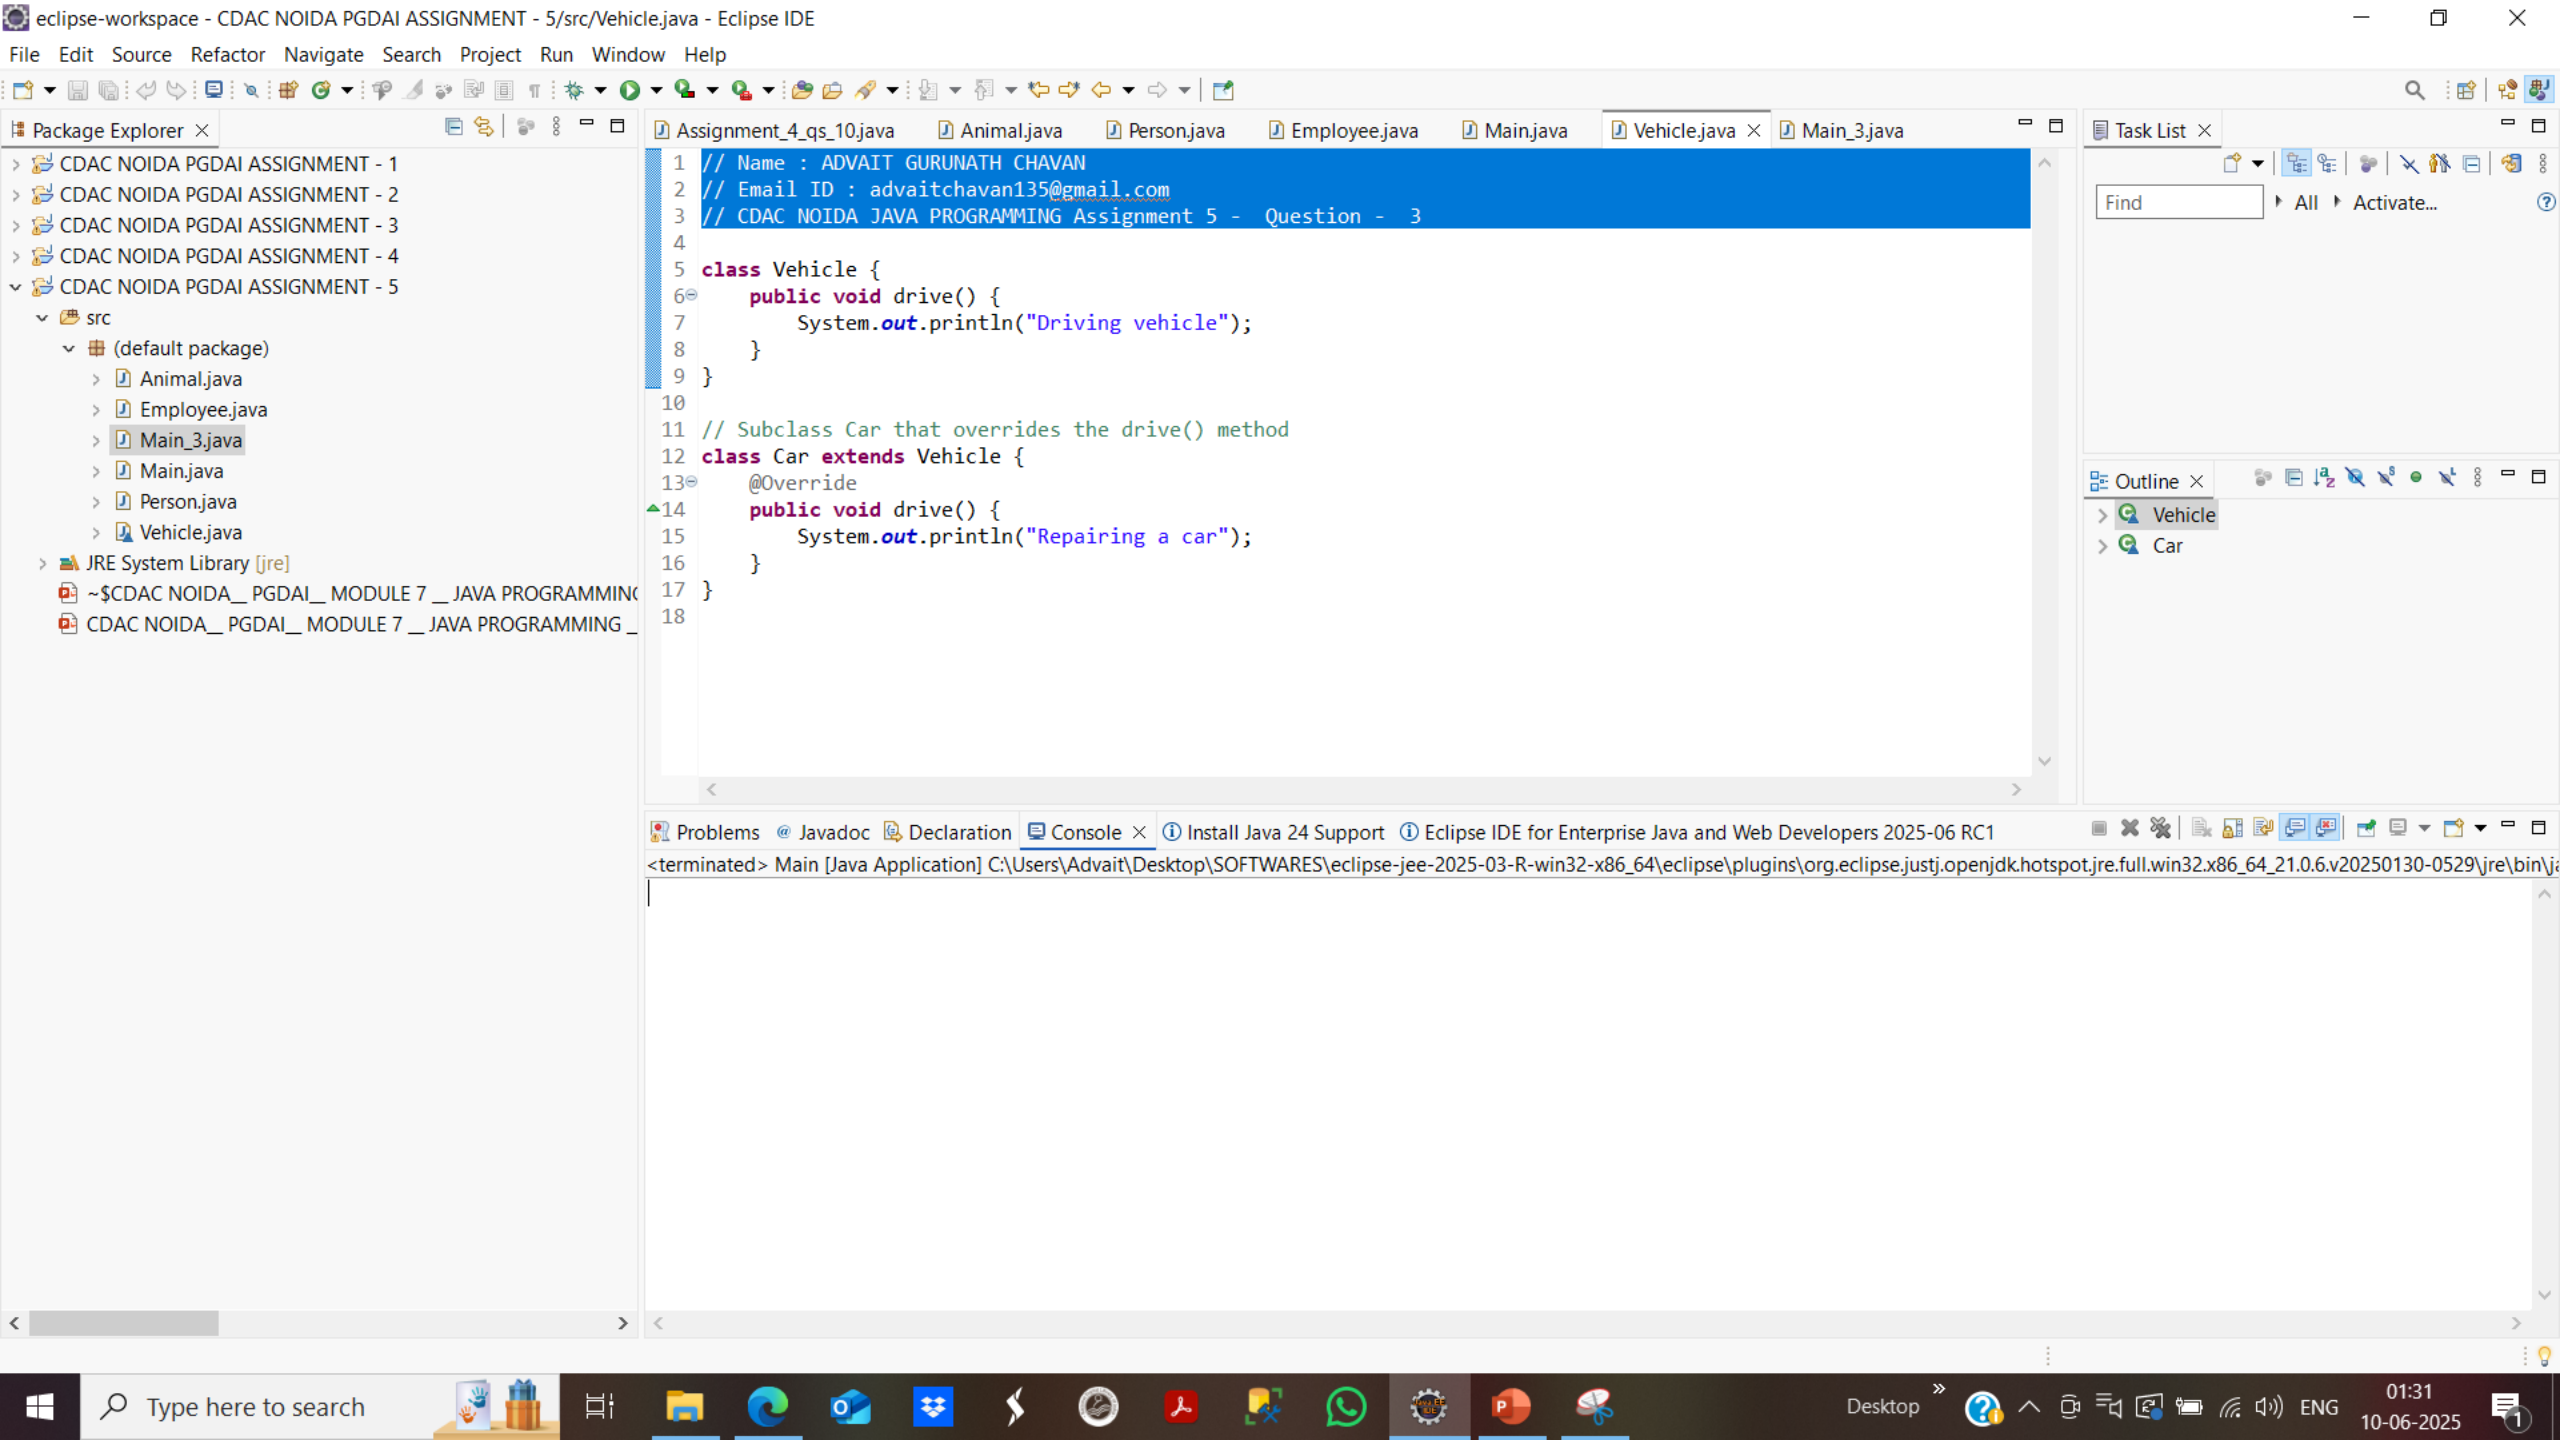 eclipse-workspace - CDAC NOIDA PGDAI ASSIGNMENT - 5/src/Vehicle.java - Eclipse IDE
File Edit Source Refactor Navigate Search Project Run Window Help
Package Explorer
CDAC NOIDA PGDAI ASSIGNMENT - 1
CDAC NOIDA PGDAI ASSIGNMENT - 2
CDAC NOIDA PGDAI ASSIGNMENT - 3
CDAC NOIDA PGDAI ASSIGNMENT - 4
CDAC NOIDA PGDAI ASSIGNMENT - 5
src
(default package)
Animal.java
Employee.java
Main_3.java
Main.java
Person.java
Vehicle.java
JRE System Library [jre]
~$CDAC NOIDA__ PGDAI__ MODULE 7 __ JAVA PROGRAMMING
CDAC NOIDA__ PGDAI__ MODULE 7 __ JAVA PROGRAMMING _
Assignment_4_qs_10.java Animal.java Person.java Employee.java Main.java Vehicle.java Main_3.java
1 // Name : ADVAIT GURUNATH CHAVAN
2 // Email ID : advaitchavan135@gmail.com
3 // CDAC NOIDA JAVA PROGRAMMING Assignment 5 -  Question -  3
4
5 class Vehicle {
6     public void drive() {
7         System.out.println("Driving vehicle");
8     }
9 }
10
11 // Subclass Car that overrides the drive() method
12 class Car extends Vehicle {
13     @Override
14     public void drive() {
15         System.out.println("Repairing a car");
16     }
17 }
18
Task List
Find All Activate...
Outline
Vehicle
Car
Problems Javadoc Declaration Console Install Java 24 Support Eclipse IDE for Enterprise Java and Web Developers 2025-06 RC1
<terminated> Main [Java Application] C:\Users\Advait\Desktop\SOFTWARES\eclipse-jee-2025-03-R-win32-x86_64\eclipse\plugins\org.eclipse.justj.openjdk.hotspot.jre.full.win32.x86_64_21.0.6.v20250130-0529\jre\bin\ja
Type here to search
Desktop
ENG
01:31
10-06-2025
1